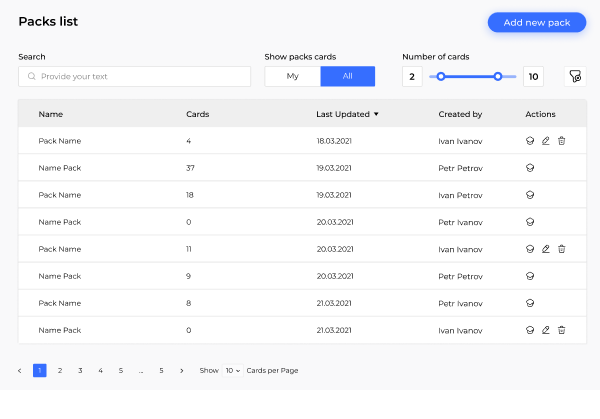 Packs list
Add new pack
Search
Show packs cards
Number of cards
Provide your text
My
All
2
10
Name Cards Last Updated Created by Actions
Pack Name 4 18.03.2021 Ivan Ivanov
Name Pack 37 19.03.2021 Petr Petrov
Pack Name 18 19.03.2021 Ivan Petrov
Name Pack 0 20.03.2021 Petr Ivanov
Pack Name 11 20.03.2021 Ivan Ivanov
Name Pack 9 20.03.2021 Petr Petrov
Pack Name 8 21.03.2021 Petr Ivanov
Name Pack 0 21.03.2021 Ivan Ivanov
1 2 3 4 5 ... 5 Show 10 Cards per Page